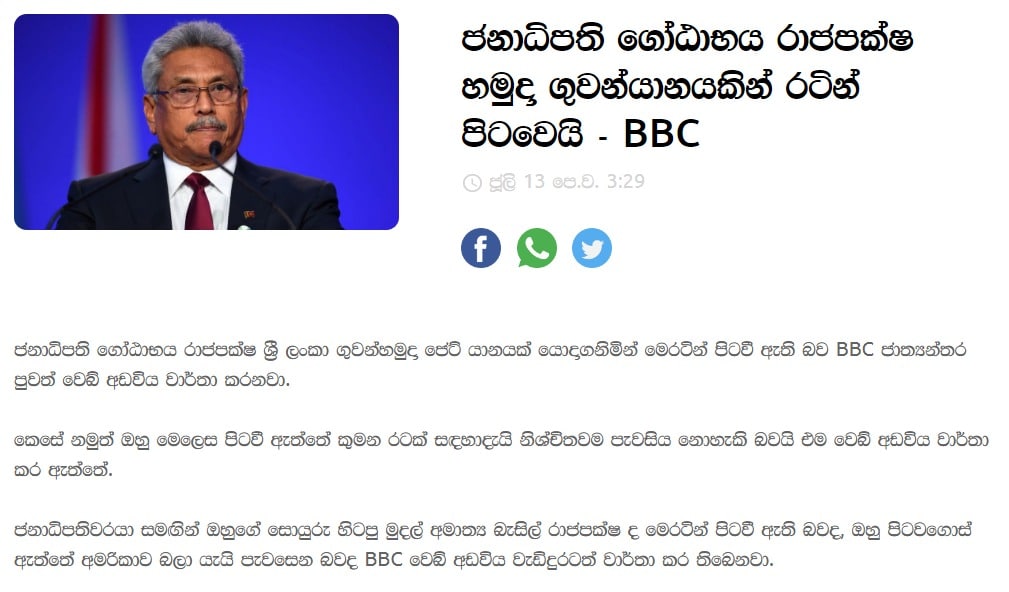 ජනාධිපති ගෝඨාභය රාජපක්ෂ
හමුදා ගුවන්යානයකින් රටින්
පිටවෙයි - BBC
ජූලි 13 පෙ.ව. 3:29
ජනාධිපති ගෝඨාභය රාජපක්ෂ ශ්‍රී ලංකා ගුවන්හමුදා ජෙට් යානයක් යොදාගනිමින් මෙරටින් පිටවී ඇති බව BBC ජාත්‍යන්තර
පුවත් වෙබ් අඩවිය වාර්තා කරනවා.
කෙසේ නමුත් ඔහු මෙලෙස පිටවී ඇත්තේ කුමන රටක් සඳහාදැයි නිශ්චිතවම පැවසිය නොහැකි බවයි එම වෙබ් අඩවිය වාර්තා
කර ඇත්තේ.
ජනාධිපතිවරයා සමඟින් ඔහුගේ සොයුරු හිටපු මුදල් අමාත්‍ය බැසිල් රාජපක්ෂ ද මෙරටින් පිටවී ඇති බවද, ඔහු පිටවගොස්
ඇත්තේ අමරිකාව බලා යැයි පැවසෙන බවද BBC වෙබ් අඩවිය වැඩිදුරටත් වාර්තා කර තිබෙනවා.